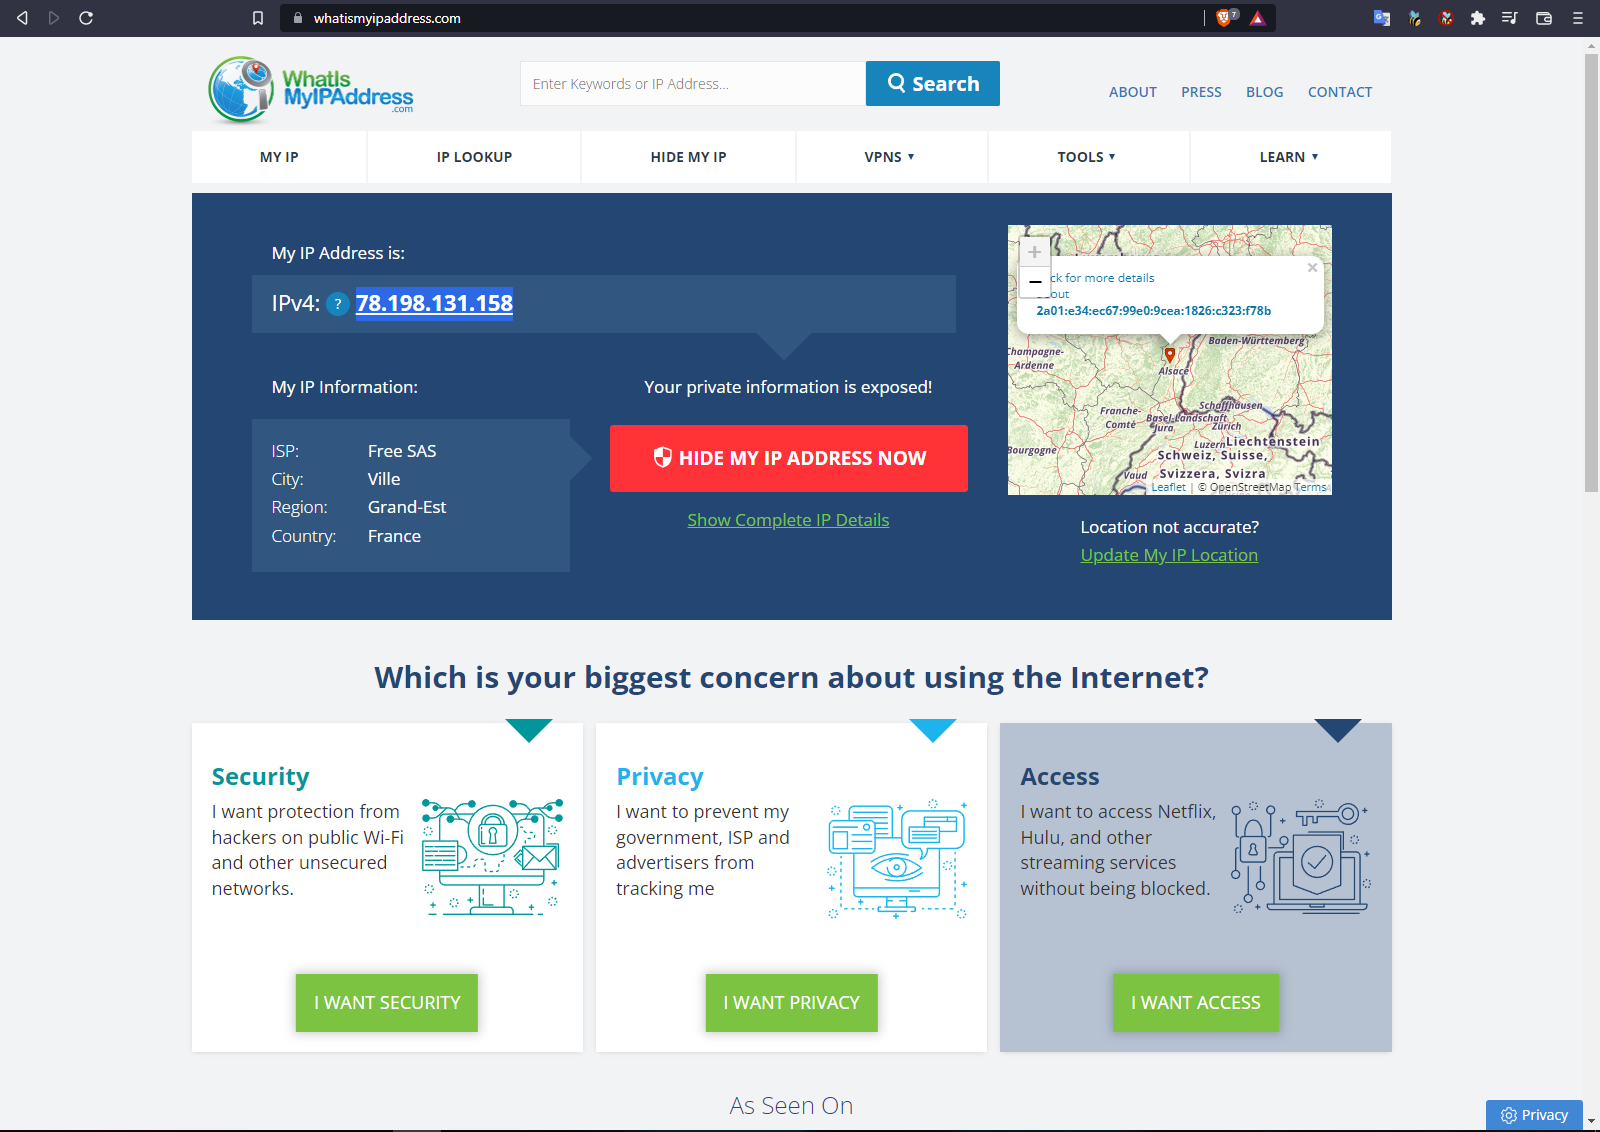 whatismyipaddress.com
7
WhatIs
MyIPAddress
.com
Enter Keywords or IP Address...
Search
ABOUT
PRESS
BLOG
CONTACT
MY IP
IP LOOKUP
HIDE MY IP
VPNS
TOOLS
LEARN
My IP Address is:
IPv4: ? 78.198.131.158
My IP Information:
ISP: Free SAS
City: Ville
Region: Grand-Est
Country: France
Your private information is exposed!
HIDE MY IP ADDRESS NOW
Show Complete IP Details
+
−
ck for more details
out
2a01:e34:ec67:99e0:9cea:1826:c323:f78b
×
Baden-Württemberg
Champagne-
Ardenne
Alsace
Franche-
Comté
Schaffhausen
Basel-Landschaft
Jura
Zürich
Luzern
Liechtenstein
Bourgogne
Schweiz, Suisse,
Vaud
Svizzera, Svizra
Leaflet | © OpenStreetMap Terms
Location not accurate?
Update My IP Location
Which is your biggest concern about using the Internet?
Security
I want protection from
hackers on public Wi-Fi
and other unsecured
networks.
I WANT SECURITY
Privacy
I want to prevent my
government, ISP and
advertisers from
tracking me
I WANT PRIVACY
Access
I want to access Netflix,
Hulu, and other
streaming services
without being blocked.
I WANT ACCESS
As Seen On
Privacy